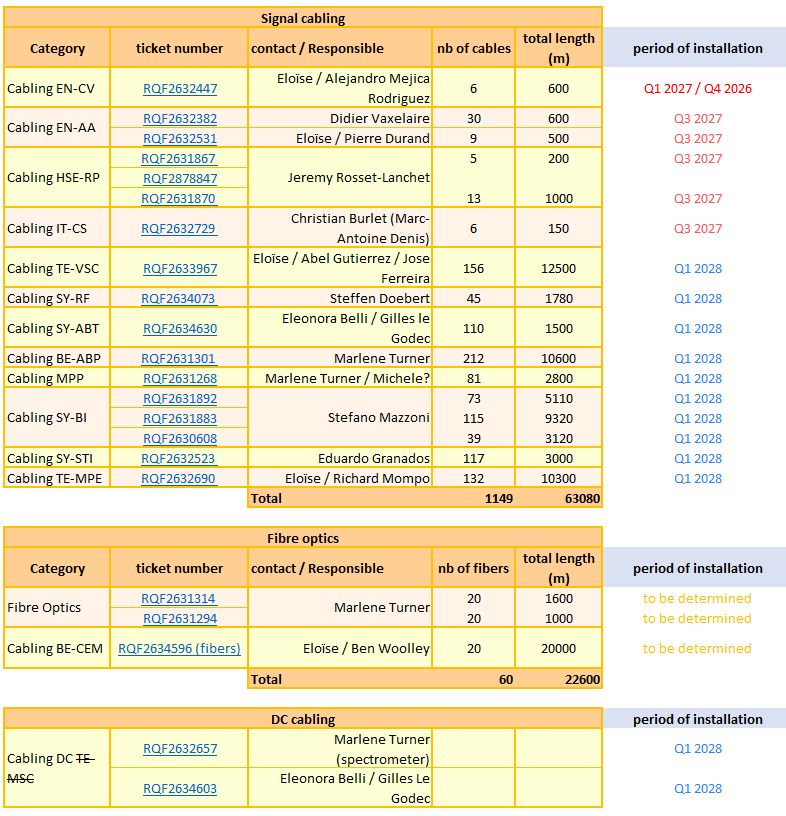 Signal cabling
Category ticket number contact / Responsible nb of cables total length (m) period of installation
Cabling EN-CV RQF2632447 Eloïse / Alejandro Mejica Rodriguez 6 600 Q1 2027 / Q4 2026
Cabling EN-AA RQF2632382 Didier Vaxelaire 30 600 Q3 2027
RQF2632531 Eloïse / Pierre Durand 9 500 Q3 2027
Cabling HSE-RP RQF2631867 Jeremy Rosset-Lanchet 5 200 Q3 2027
RQF2878847
RQF2631870 13 1000 Q3 2027
Cabling IT-CS RQF2632729 Christian Burlet (Marc-Antoine Denis) 6 150 Q3 2027
Cabling TE-VSC RQF2633967 Eloïse / Abel Gutierrez / Jose Ferreira 156 12500 Q1 2028
Cabling SY-RF RQF2634073 Steffen Doebert 45 1780 Q1 2028
Cabling SY-ABT RQF2634630 Eleonora Belli / Gilles le Godec 110 1500 Q1 2028
Cabling BE-ABP RQF2631301 Marlene Turner 212 10600 Q1 2028
Cabling MPP RQF2631268 Marlene Turner / Michele? 81 2800 Q1 2028
Cabling SY-BI RQF2631892 Stefano Mazzoni 73 5110 Q1 2028
RQF2631883 115 9320 Q1 2028
RQF2630608 39 3120 Q1 2028
Cabling SY-STI RQF2632523 Eduardo Granados 117 3000 Q1 2028
Cabling TE-MPE RQF2632690 Eloïse / Richard Mompo 132 10300 Q1 2028
Total 1149 63080
Fibre optics
Category ticket number contact / Responsible nb of fibers total length (m) period of installation
Fibre Optics RQF2631314 Marlene Turner 20 1600 to be determined
RQF2631294 20 1000 to be determined
Cabling BE-CEM RQF2634596 (fibers) Eloïse / Ben Woolley 20 20000 to be determined
Total 60 22600
DC cabling period of installation
Cabling DC TE-MSC RQF2632657 Marlene Turner (spectrometer) Q1 2028
RQF2634603 Eleonora Belli / Gilles Le Godec Q1 2028